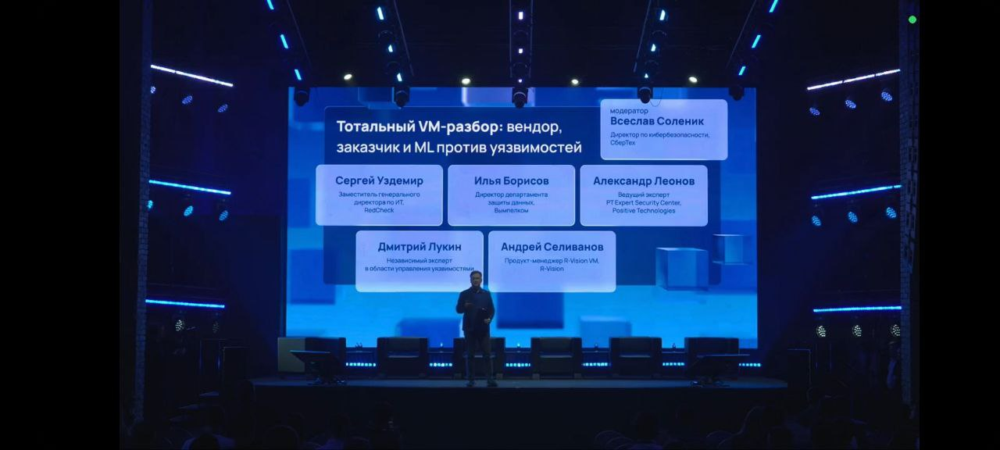 Тотальный VM-разбор: вендор,
заказчик и ML против уязвимостей
модератор
Всеслав Соленик
Директор по кибербезопасности,
СберТех
Сергей Уздемир
Заместитель генерального
директора по ИТ,
RedCheck
Илья Борисов
Директор департамента
защиты данных,
Вымпелком
Александр Леонов
Ведущий эксперт
PT Expert Security Center,
Positive Technologies
Дмитрий Лукин
Независимый эксперт
в области управления уязвимостями
Андрей Селиванов
Продукт-менеджер R-Vision VM,
R-Vision